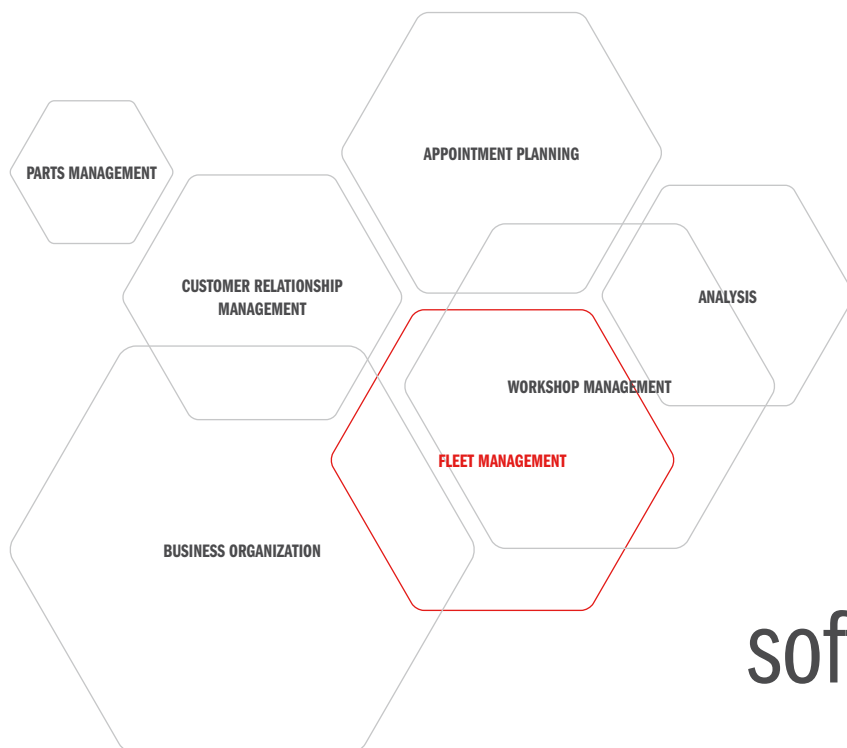 APPOINTMENT PLANNING
PARTS MANAGEMENT
CUSTOMER RELATIONSHIP
MANAGEMENT
ANALYSIS
WORKSHOP MANAGEMENT
FLEET MANAGEMENT
BUSINESS ORGANIZATION
sof